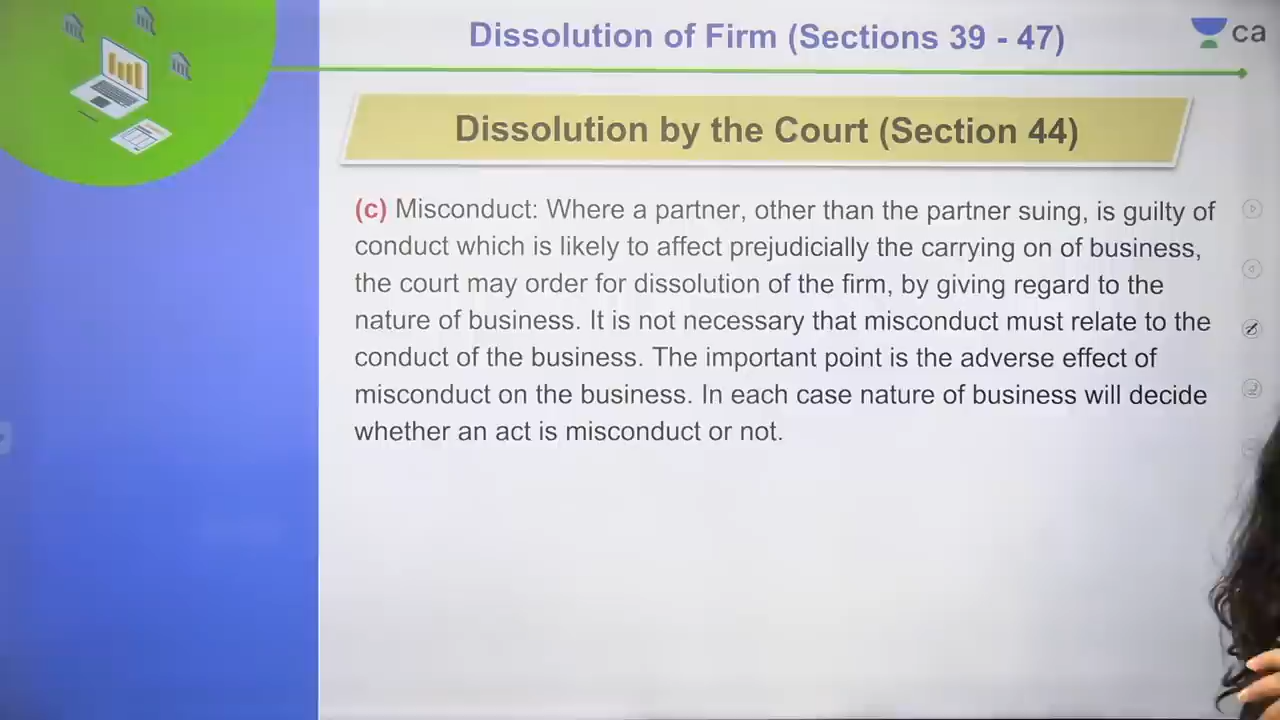 Dissolution of Firm (Sections 39 - 47)
ca
Dissolution by the Court (Section 44)
(c) Misconduct: Where a partner, other than the partner suing, is guilty of
conduct which is likely to affect prejudicially the carrying on of business,
the court may order for dissolution of the firm, by giving regard to the
nature of business. It is not necessary that misconduct must relate to the
conduct of the business. The important point is the adverse effect of
misconduct on the business. In each case nature of business will decide
whether an act is misconduct or not.